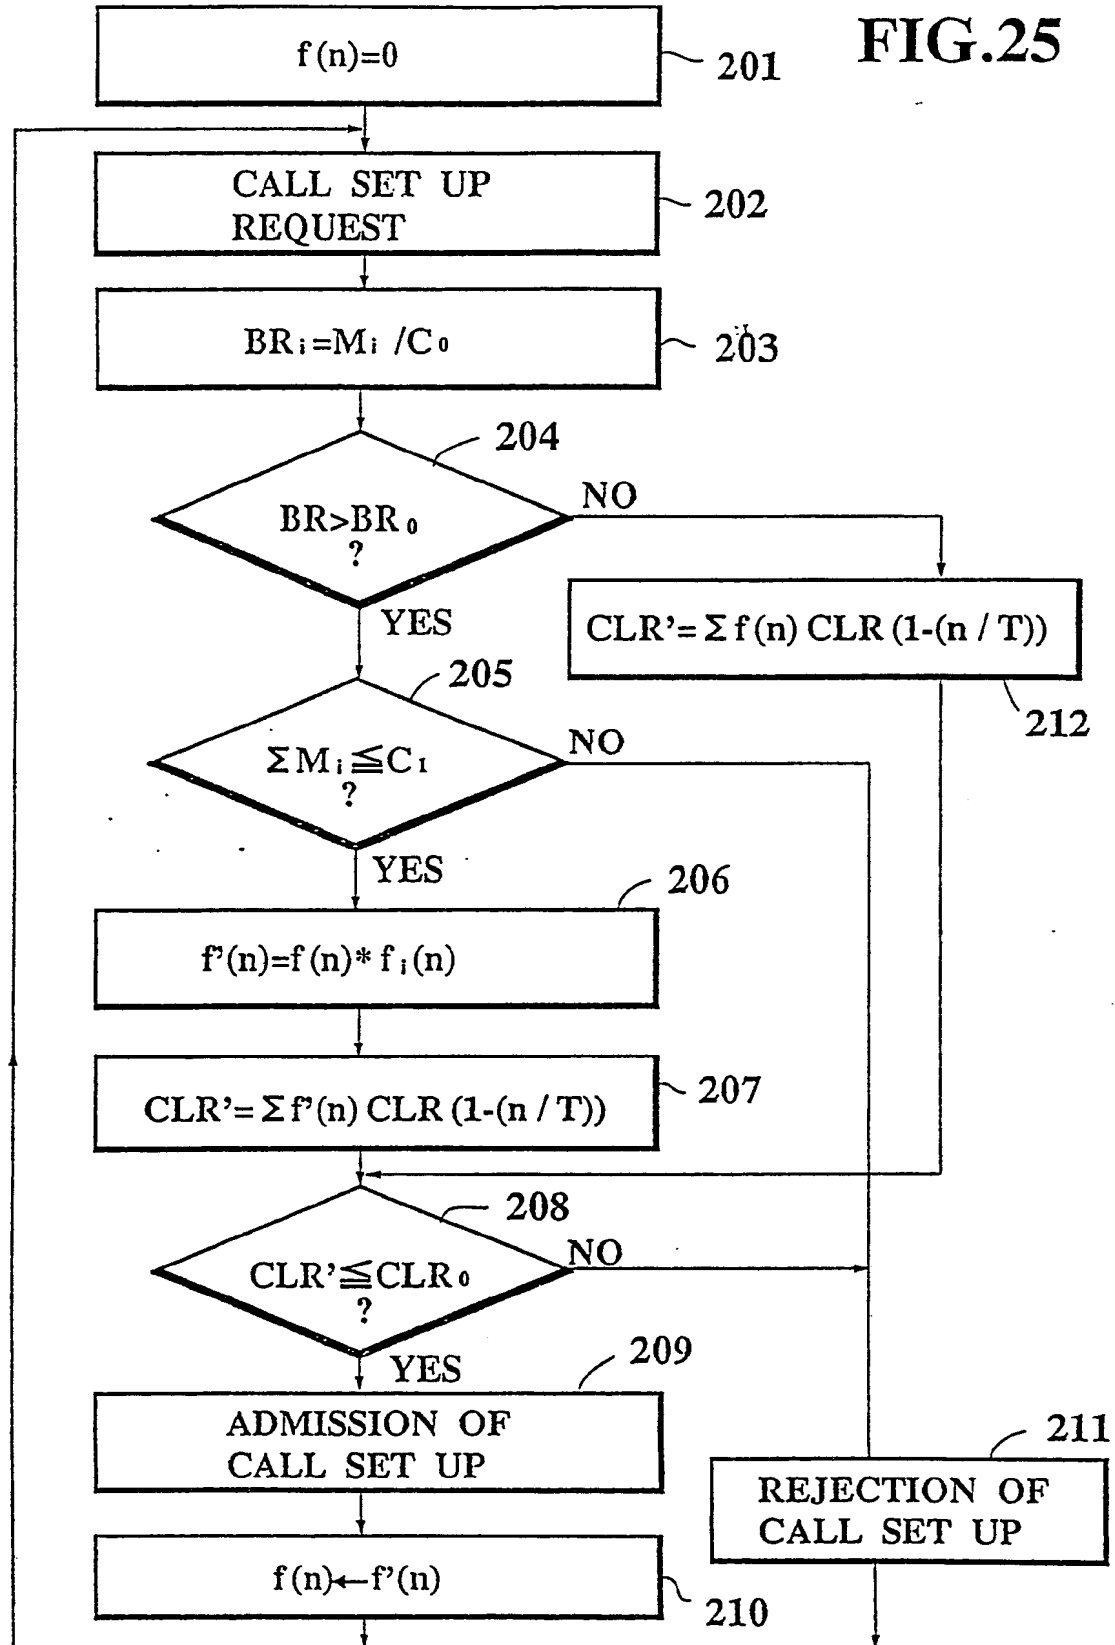 FIG.25
f(n)=0
201
CALL SET UP
REQUEST
202
BRi=Mi /C0
203
204
BR>BR0
?
NO
YES
CLR'=Σf(n) CLR (1-(n / T))
212
205
ΣMi≦C1
?
NO
YES
206
f'(n)=f(n)* fi(n)
CLR'=Σf'(n) CLR (1-(n / T))
207
208
CLR'≦CLR0
?
NO
YES
209
ADMISSION OF
CALL SET UP
211
REJECTION OF
CALL SET UP
f(n)←f'(n)
210